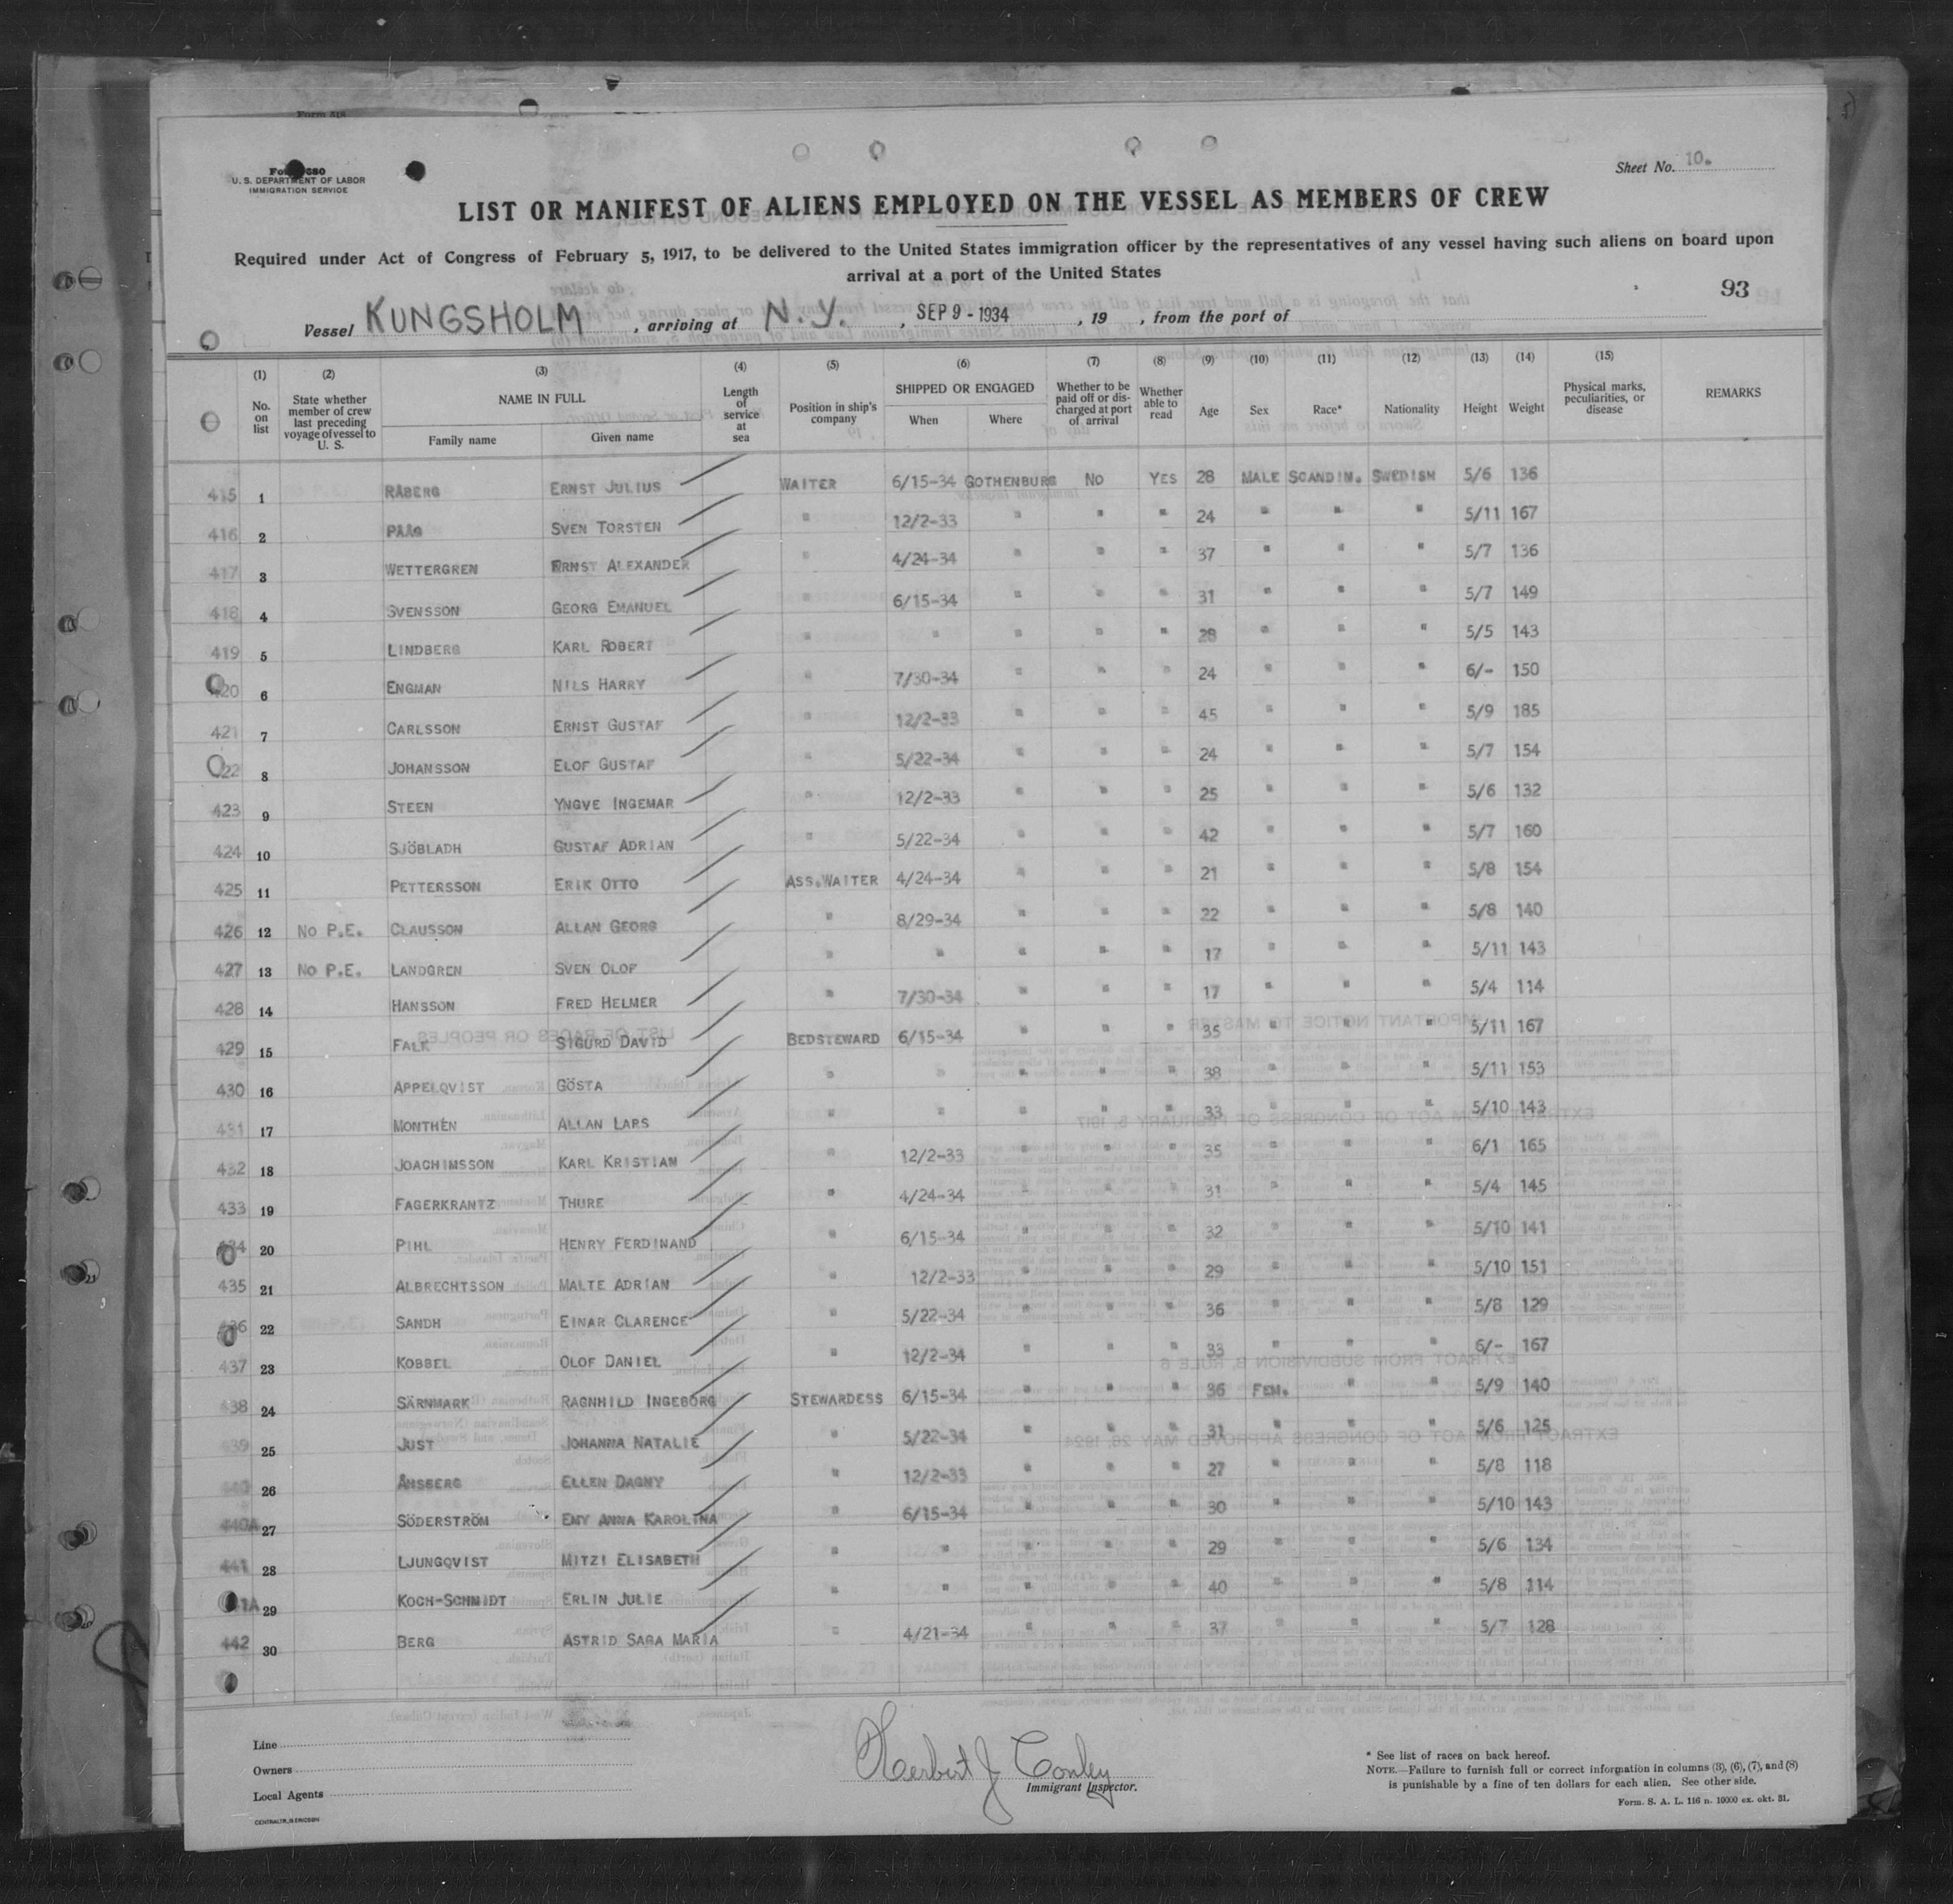 Form 680
U. S. DEPARTMENT OF LABOR
IMMIGRATION SERVICE
Sheet No. 10.
LIST OR MANIFEST OF ALIENS EMPLOYED ON THE VESSEL AS MEMBERS OF CREW
Required under Act of Congress of February 5, 1917, to be delivered to the United States immigration officer by the representatives of any vessel having such aliens on board upon
arrival at a port of the United States
93
Vessel KUNGSHOLM, arriving at N.Y., SEP 9 - 1934, 19 , from the port of
(1) No. on list (2) State whether member of crew last preceding voyage of vessel to U. S. (3) NAME IN FULL Family name Given name (4) Length of service at sea (5) Position in ship's company (6) SHIPPED OR ENGAGED When Where (7) Whether to be paid off or discharged at port of arrival (8) Whether able to read (9) Age (10) Sex (11) Race* (12) Nationality (13) Height (14) Weight (15) Physical marks, peculiarities, or disease REMARKS
415 1 RÅBERG ERNST JULIUS WAITER 6/15-34 GOTHENBURG NO YES 28 MALE SCANDIN. SWEDISH 5/6 136
416 2 PAAG SVEN TORSTEN " 12/2-33 " " " 24 " " " 5/11 167
417 3 WETTERGREN ERNST ALEXANDER " 4/24-34 " " " 37 " " " 5/7 136
418 4 SVENSSON GEORG EMANUEL " 6/15-34 " " " 31 " " " 5/7 149
419 5 LINDBERG KARL ROBERT " " " " " 28 " " " 5/5 143
420 6 ENGMAN NILS HARRY " 7/30-34 " " " 24 " " " 6/- 150
421 7 CARLSSON ERNST GUSTAF " 12/2-33 " " " 45 " " " 5/9 185
422 8 JOHANSSON ELOF GUSTAF " 5/22-34 " " " 24 " " " 5/7 154
423 9 STEEN YNGVE INGEMAR " 12/2-33 " " " 25 " " " 5/6 132
424 10 SJÖBLADH GUSTAF ADRIAN " 5/22-34 " " " 42 " " " 5/7 160
425 11 PETTERSSON ERIK OTTO ASS.WAITER 4/24-34 " " " 21 " " " 5/8 154
426 12 NO P.E. CLAUSSON ALLAN GEORG " 8/29-34 " " " 22 " " " 5/8 140
427 13 NO P.E. LANDGREN SVEN OLOF " " " " " 17 " " " 5/11 143
428 14 HANSSON FRED HELMER " 7/30-34 " " " 17 " " " 5/4 114
429 15 FALK SIGURD DAVID BEDSTEWARD 6/15-34 " " " 35 " " " 5/11 167
430 16 APPELQVIST GÖSTA " " " " " 38 " " " 5/11 153
431 17 MONTHÉN ALLAN LARS " " " " " 33 " " " 5/10 143
432 18 JOACHIMSSON KARL KRISTIAN " 12/2-33 " " " 35 " " " 6/1 165
433 19 FAGERKRANTZ THURE " 4/24-34 " " " 31 " " " 5/4 145
434 20 PIHL HENRY FERDINAND " 6/15-34 " " " 32 " " " 5/10 141
435 21 ALBRECHTSSON MALTE ADRIAN " 12/2-33 " " " 29 " " " 5/10 151
436 22 SANDH EINAR CLARENCE " 5/22-34 " " " 36 " " " 5/8 129
437 23 KOBBEL OLOF DANIEL " 12/2-34 " " " 33 " " " 6/- 167
438 24 SÄRNMARK RAGNHILD INGEBORG STEWARDESS 6/15-34 " " " 36 FEM. " " 5/9 140
439 25 JUST JOHANNA NATALIE " 5/22-34 " " " 31 " " " 5/6 125
440 26 ÅNSBERG ELLEN DAGNY " 12/2-33 " " " 27 " " " 5/8 118
440A 27 SÖDERSTRÖM EMY ANNA KAROLINA " 6/15-34 " " " 30 " " " 5/10 143
441 28 LJUNGQVIST MITZI ELISABETH " " " " " 29 " " " 5/6 134
441A 29 KOCH-SCHMIDT ERLIN JULIE " " " " " 40 " " " 5/8 114
442 30 BERG ASTRID SAGA MARIA " 4/21-34 " " " 37 " " " 5/7 128
Line
Owners
Local Agents
Herbert J Conley
Immigrant Inspector.
* See list of races on back hereof.
NOTE.—Failure to furnish full or correct information in columns (3), (6), (7), and (8)
is punishable by a fine of ten dollars for each alien. See other side.
Form. S. A. L. 116 n. 10000 ex. okt. 31.